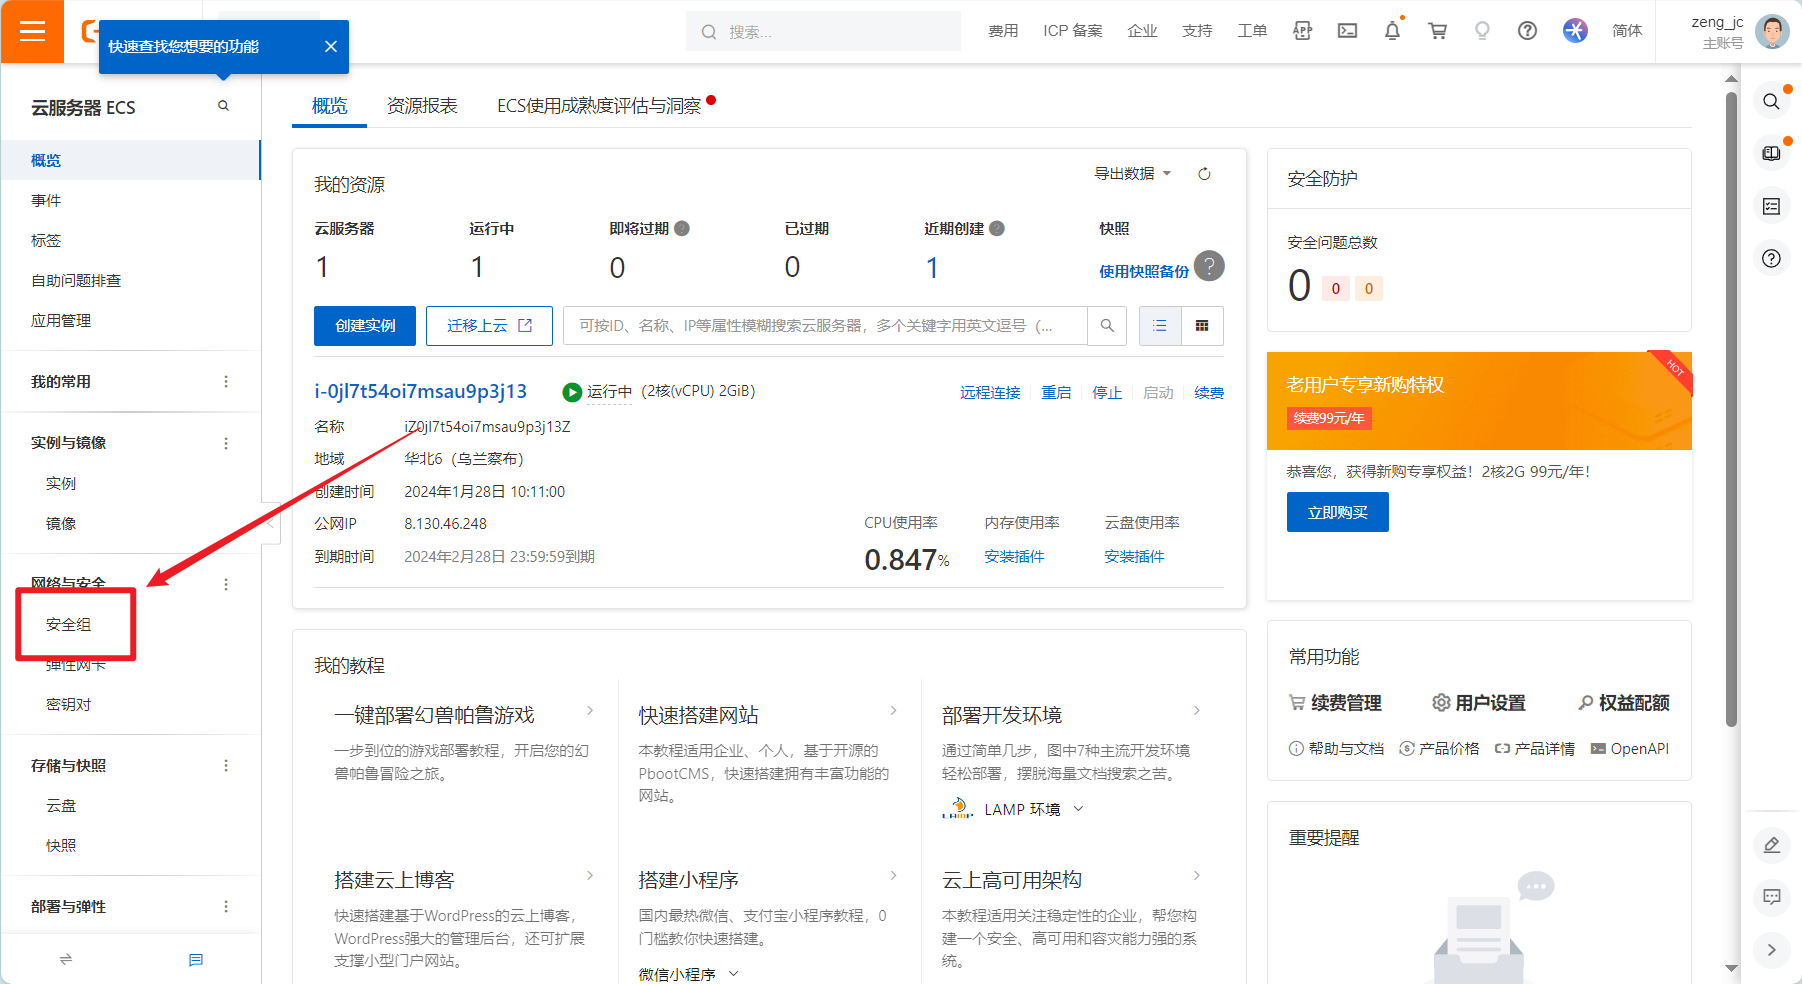 快速查找您想要的功能
搜索...
费用
ICP 备案
企业
支持
工单
简体
zeng_jc
主账号
云服务器 ECS
概览
事件
标签
自助问题排查
应用管理
我的常用
实例与镜像
实例
镜像
网络与安全
安全组
弹性网卡
密钥对
存储与快照
云盘
快照
部署与弹性
概览
资源报表
ECS使用成熟度评估与洞察
我的资源
导出数据
云服务器
运行中
即将过期
已过期
近期创建
快照
1
1
0
0
1
使用快照备份
创建实例
迁移上云
可按ID、名称、IP等属性模糊搜索云服务器，多个关键字用英文逗号（...
i-0jl7t54oi7msau9p3j13
运行中
(2核(vCPU) 2GiB)
远程连接
重启
停止
启动
续费
名称
iZ0jl7t54oi7msau9p3j13Z
地域
华北6（乌兰察布）
创建时间
2024年1月28日 10:11:00
公网IP
8.130.46.248
到期时间
2024年2月28日 23:59:59到期
CPU使用率
内存使用率
云盘使用率
0.847%
安装插件
安装插件
我的教程
一键部署幻兽帕鲁游戏
一步到位的游戏部署教程，开启您的幻
兽帕鲁冒险之旅。
快速搭建网站
本教程适用企业、个人，基于开源的
PbootCMS，快速搭建拥有丰富功能的
网站。
部署开发环境
通过简单几步，图中7种主流开发环境
轻松部署，摆脱海量文档搜索之苦。
LAMP
LAMP 环境
搭建云上博客
快速搭建基于WordPress的云上博客，
WordPress强大的管理后台，还可扩展
支撑小型门户网站。
搭建小程序
国内最热微信、支付宝小程序教程，0
门槛教你快速搭建。
微信小程序
云上高可用架构
本教程适用关注稳定性的企业，帮您构
建一个安全、高可用和容灾能力强的系
统。
安全防护
安全问题总数
0
0
0
老用户专享新购特权
HOT
续费99元/年
恭喜您，获得新购专享权益！2核2G 99元/年！
立即购买
常用功能
续费管理
用户设置
权益配额
帮助与文档
产品价格
产品详情
OpenAPI
重要提醒